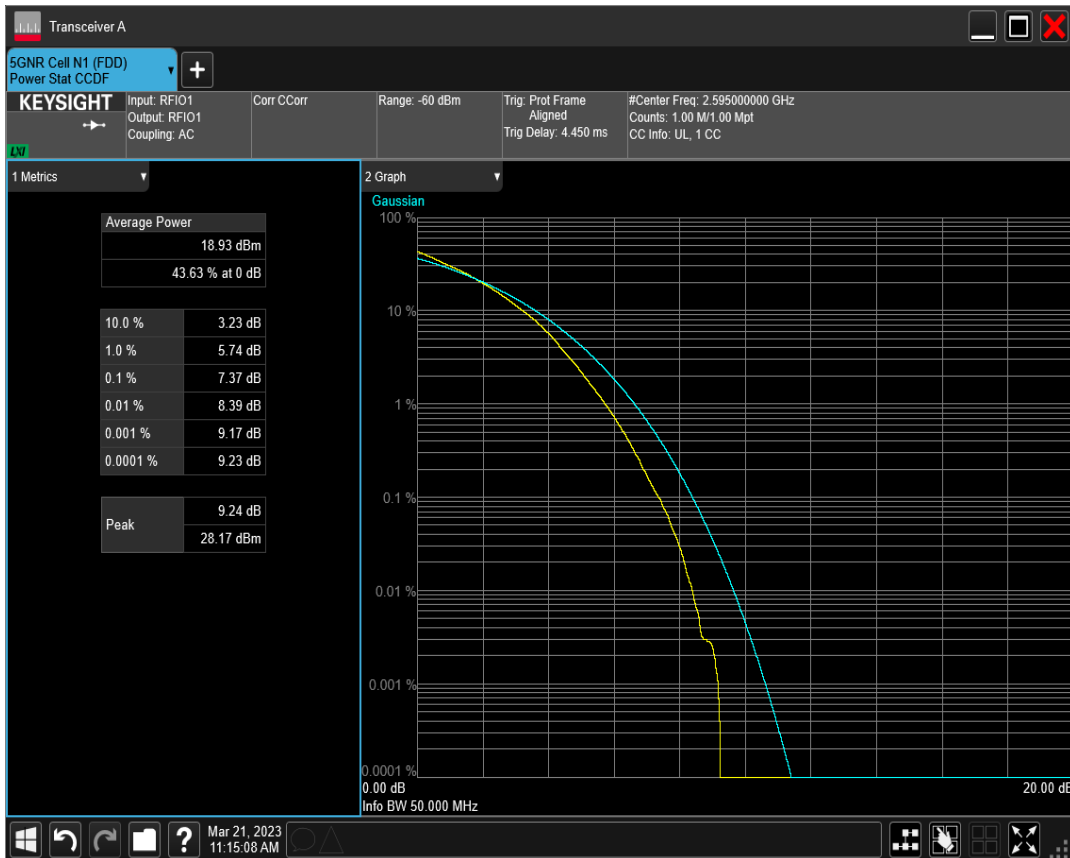 Transceiver A
5GNR Cell N1 (FDD)
Power Stat CCDF
+
KEYSIGHT
LXI
Input: RFIO1
Output: RFIO1
Coupling: AC
Corr CCorr
Range: -60 dBm
Trig: Prot Frame
Aligned
Trig Delay: 4.450 ms
#Center Freq: 2.595000000 GHz
Counts: 1.00 M/1.00 Mpt
CC Info: UL, 1 CC
1 Metrics
Average Power
18.93 dBm
43.63 % at 0 dB
10.0 % 3.23 dB
1.0 % 5.74 dB
0.1 % 7.37 dB
0.01 % 8.39 dB
0.001 % 9.17 dB
0.0001 % 9.23 dB
Peak 9.24 dB
28.17 dBm
2 Graph
Gaussian
100 %
10 %
1 %
0.1 %
0.01 %
0.001 %
0.0001 %
0.00 dB 20.00 dB
Info BW 50.000 MHz
?
Mar 21, 2023
11:15:08 AM